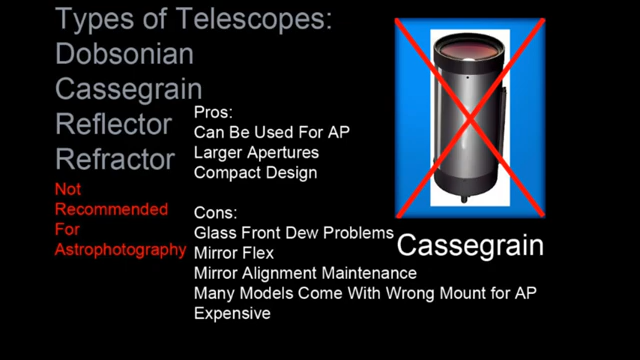 Types of Telescopes:
Dobsonian
Cassegrain
Reflector
Refractor
Not
Recommended
For
Astrophotography
Pros:
Can Be Used For AP
Larger Apertures
Compact Design
Cons:
Glass Front Dew Problems
Mirror Flex
Mirror Alignment Maintenance
Many Models Come With Wrong Mount for AP
Expensive
Cassegrain